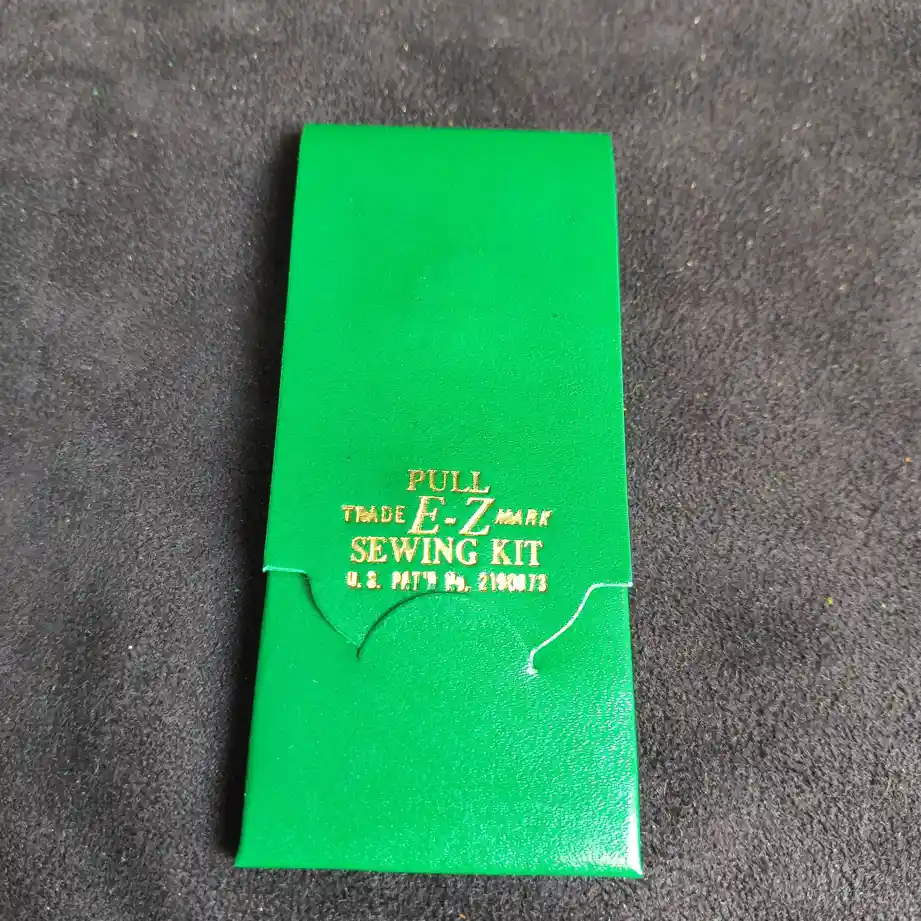 PULL
TRADE E-Z MARK
SEWING KIT
U. S. PAT'D No.